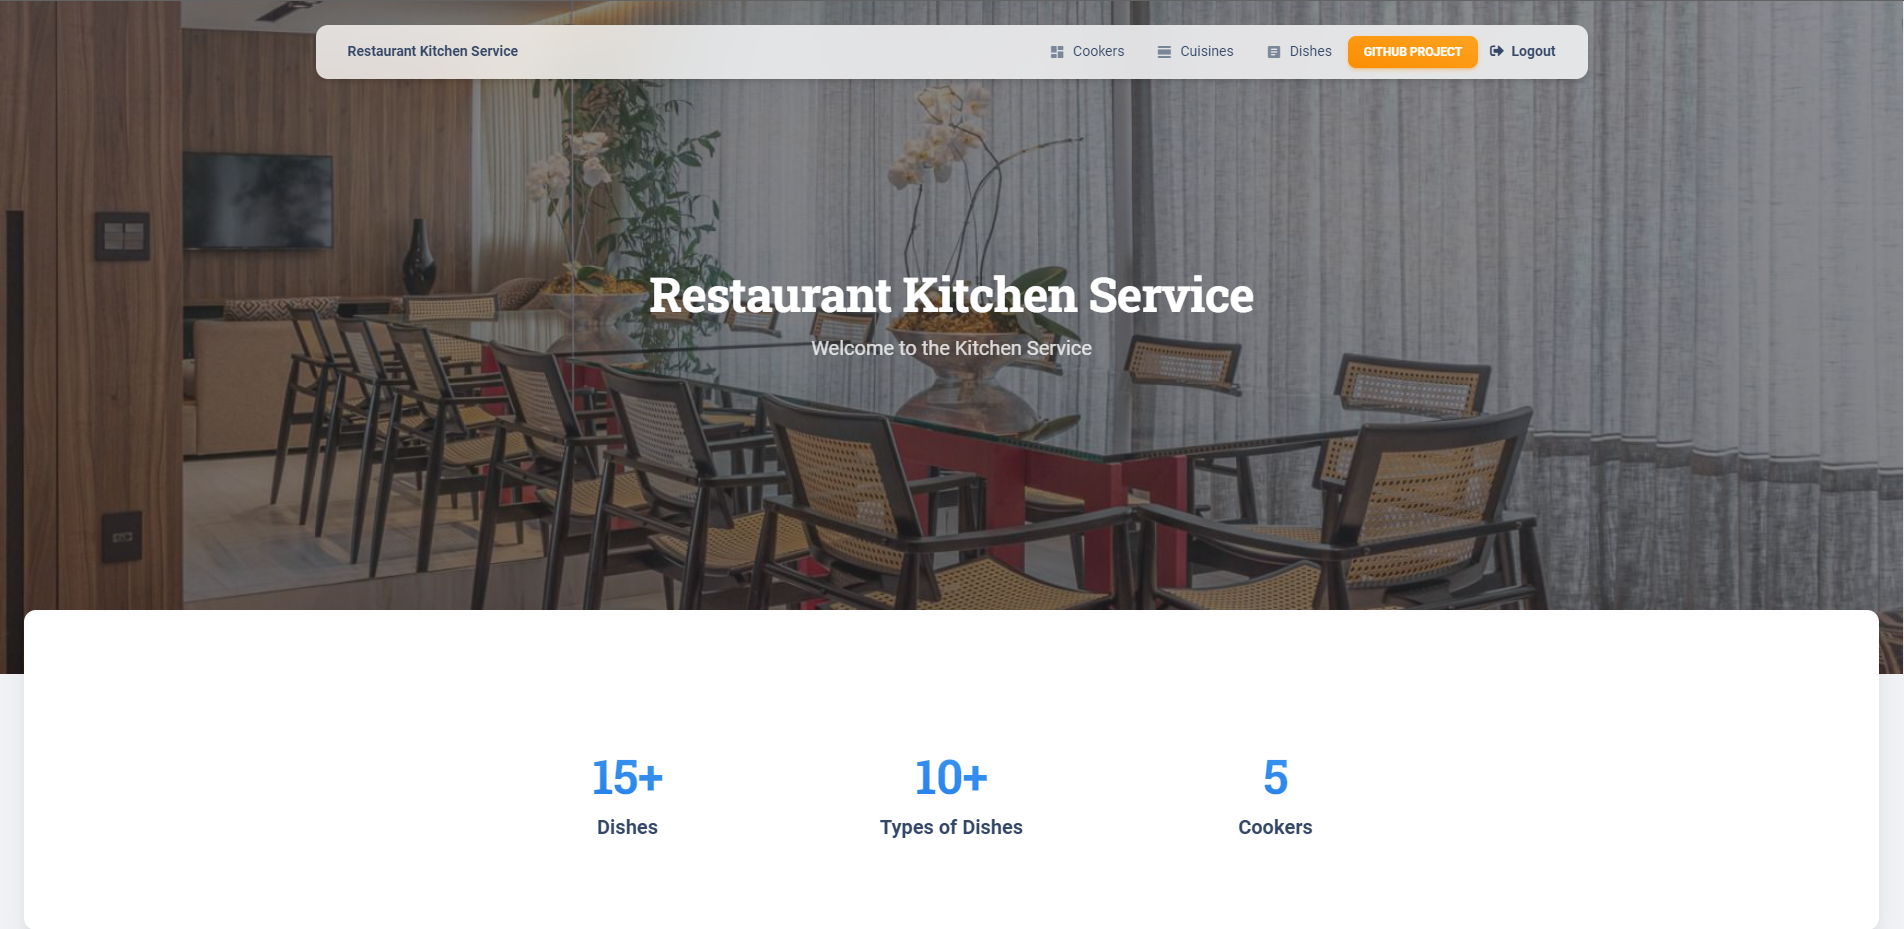 Restaurant Kitchen Service
Cookers
Cuisines
Dishes
GITHUB PROJECT
Logout
Restaurant Kitchen Service
Welcome to the Kitchen Service
15+
10+
5
Dishes
Types of Dishes
Cookers